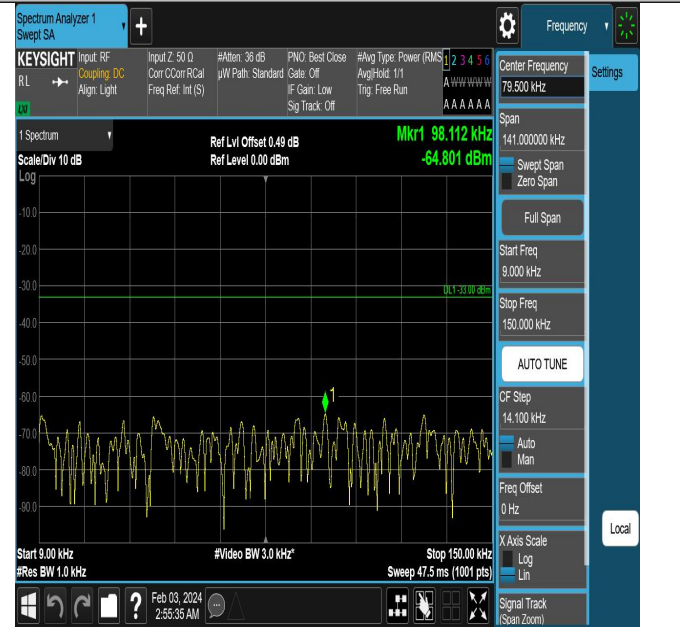 Spectrum Analyzer 1
Swept SA
+
Frequency
KEYSIGHT
RL
LXI
Input: RF
Coupling: DC
Align: Light
Input Z: 50 Ω
Corr CCorr RCal
Freq Ref: Int (S)
#Atten: 36 dB
µW Path: Standard
PNO: Best Close
Gate: Off
IF Gain: Low
Sig Track: Off
#Avg Type: Power (RMS
Avg|Hold: 1/1
Trig: Free Run
1 2 3 4 5 6
A W W W W W
A A A A A A
1 Spectrum
Scale/Div 10 dB
Ref Lvl Offset 0.49 dB
Ref Level 0.00 dBm
Mkr1 98.112 kHz
-64.801 dBm
Log
-10.0
-20.0
-30.0
DL1 -33.00 dBm
-40.0
-50.0
-60.0
1
-70.0
-80.0
-90.0
Start 9.00 kHz
#Video BW 3.0 kHz*
Stop 150.00 kHz
#Res BW 1.0 kHz
Sweep 47.5 ms (1001 pts)
?
Feb 03, 2024
2:55:35 AM
Center Frequency
79.500 kHz
Settings
Span
141.000000 kHz
Swept Span
Zero Span
Full Span
Start Freq
9.000 kHz
Stop Freq
150.000 kHz
AUTO TUNE
CF Step
14.100 kHz
Auto
Man
Freq Offset
0 Hz
X Axis Scale
Log
Lin
Local
Signal Track
(Span Zoom)